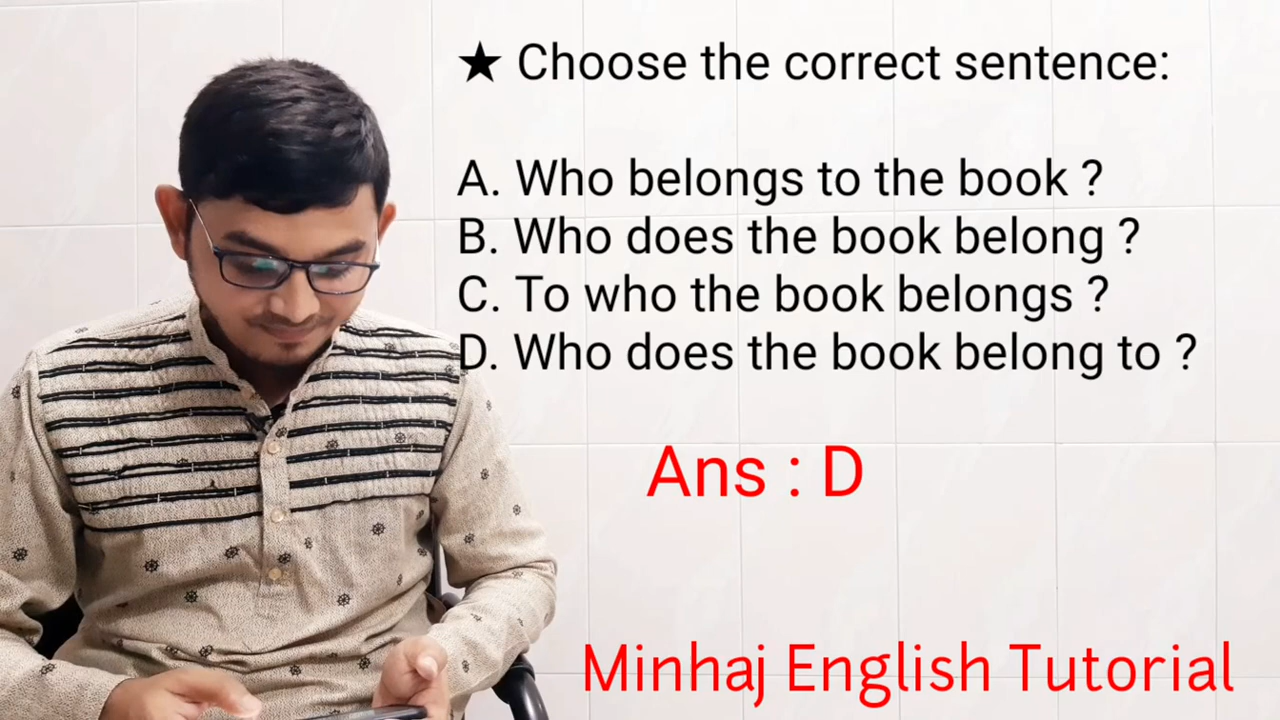 ★ Choose the correct sentence:
A. Who belongs to the book ?
B. Who does the book belong ?
C. To who the book belongs ?
D. Who does the book belong to ?
Ans : D
Minhaj English Tutorial